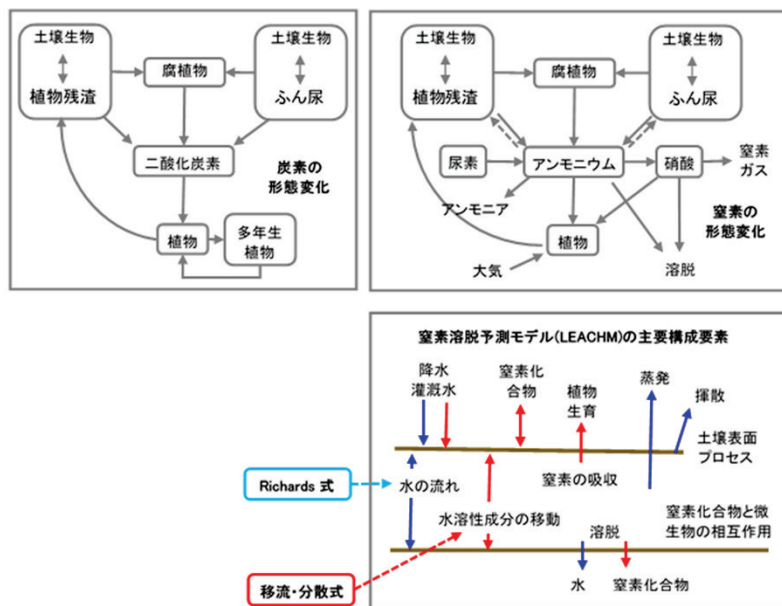 土壌生物
植物残渣
腐植物
土壌生物
ふん尿
二酸化炭素
炭素の
形態変化
植物
多年生
植物
土壌生物
植物残渣
腐植物
土壌生物
ふん尿
尿素
アンモニウム
硝酸
窒素
ガス
アンモニア
窒素の
形態変化
植物
大気
溶脱
窒素溶脱予測モデル(LEACHM)の主要構成要素
降水
灌漑水
窒素化
合物
植物
生育
蒸発
揮散
土壌表面
プロセス
Richards 式
水の流れ
窒素の吸収
水溶性成分の移動
窒素化合物と微
生物の相互作用
溶脱
移流・分散式
水
窒素化合物